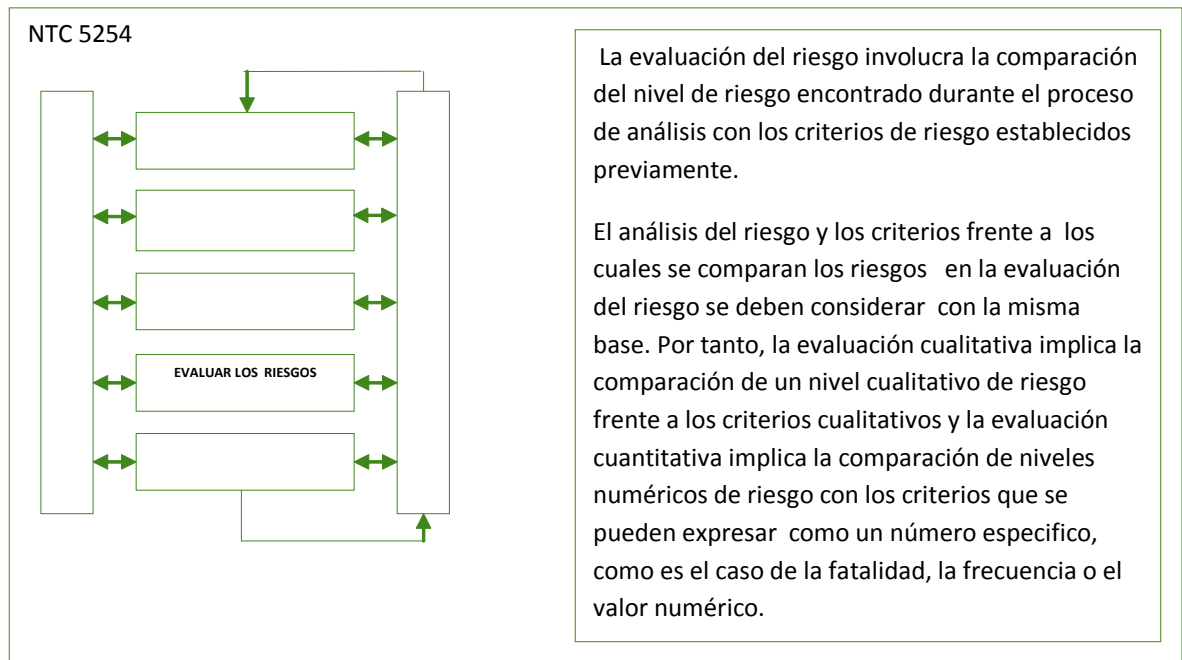 NTC 5254
EVALUAR LOS RIESGOS
La evaluación del riesgo involucra la comparación
del nivel de riesgo encontrado durante el proceso
de análisis con los criterios de riesgo establecidos
previamente.
El análisis del riesgo y los criterios frente a los
cuales se comparan los riesgos en la evaluación
del riesgo se deben considerar con la misma
base. Por tanto, la evaluación cualitativa implica la
comparación de un nivel cualitativo de riesgo
frente a los criterios cualitativos y la evaluación
cuantitativa implica la comparación de niveles
numéricos de riesgo con los criterios que se
pueden expresar como un número especifico,
como es el caso de la fatalidad, la frecuencia o el
valor numérico.